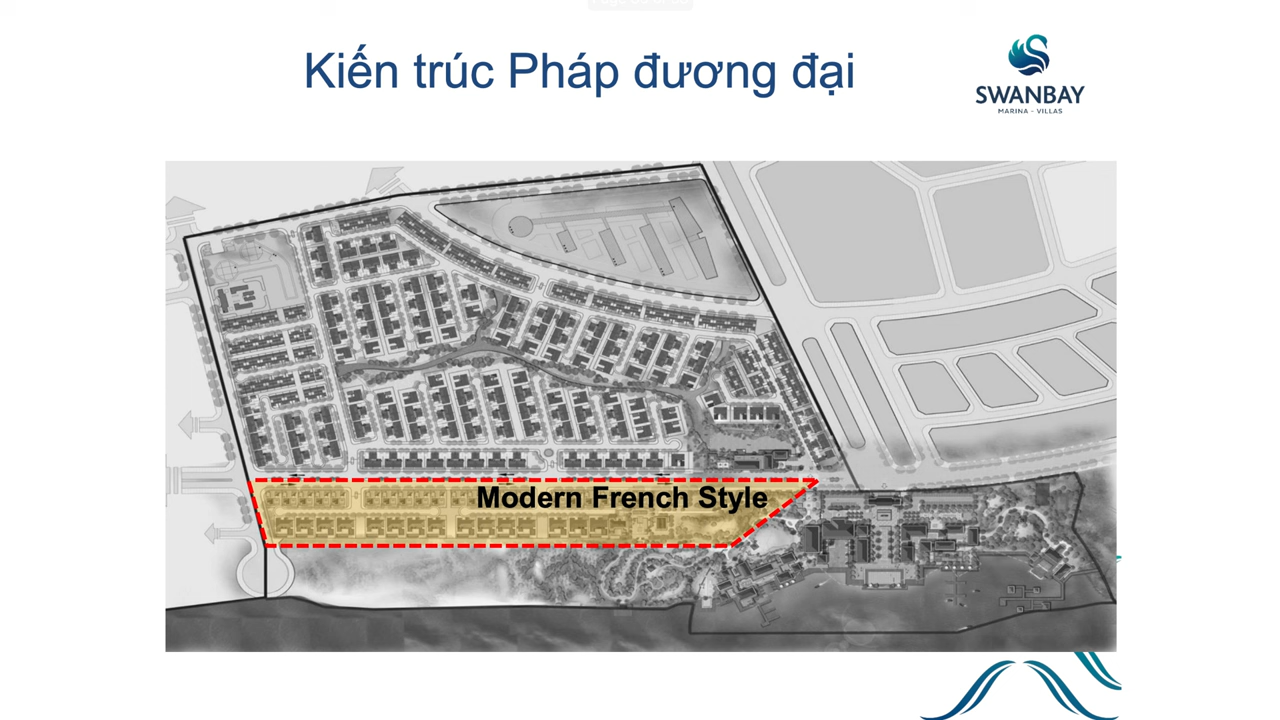 Kiến trúc Pháp đương đại
SWANBAY
MARINA - VILLAS
Modern French Style